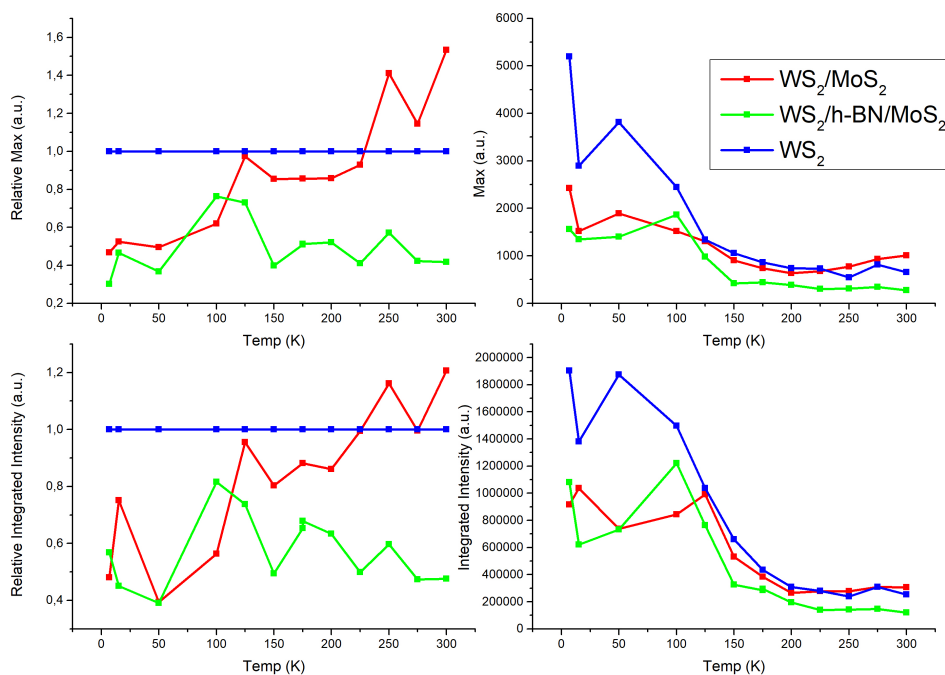 1,6
1,4
1,2
1,0
0,8
0,6
0,4
0,2
Relative Max (a.u.)
0 50 100 150 200 250 300
Temp (K)
6000
5000
4000
3000
2000
1000
0
Max (a.u.)
WS₂/MoS₂
WS₂/h-BN/MoS₂
WS₂
0 50 100 150 200 250 300
Temp (K)
1,2
1,0
0,8
0,6
0,4
Relative Integrated Intensity (a.u.)
0 50 100 150 200 250 300
Temp (K)
2000000
1800000
1600000
1400000
1200000
1000000
800000
600000
400000
200000
0
Integrated Intensity (a.u.)
0 50 100 150 200 250 300
Temp (K)